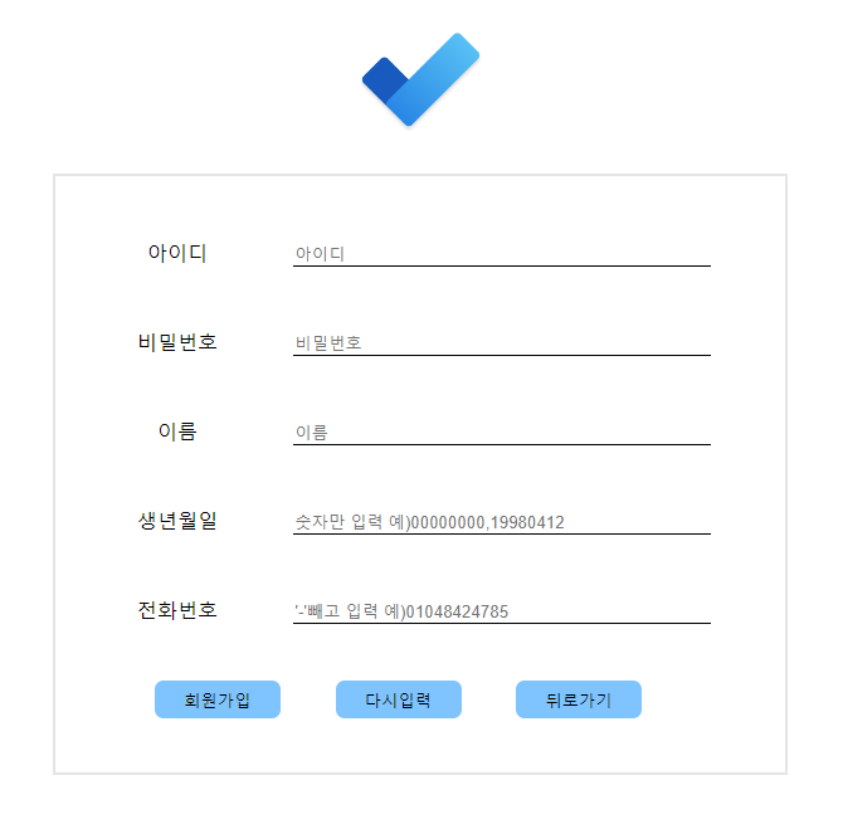 아이디 아이디
비밀번호 비밀번호
이름 이름
생년월일 숫자만 입력 예)00000000,19980412
전화번호 '-'빼고 입력 예)01048424785
회원가입 다시입력 뒤로가기